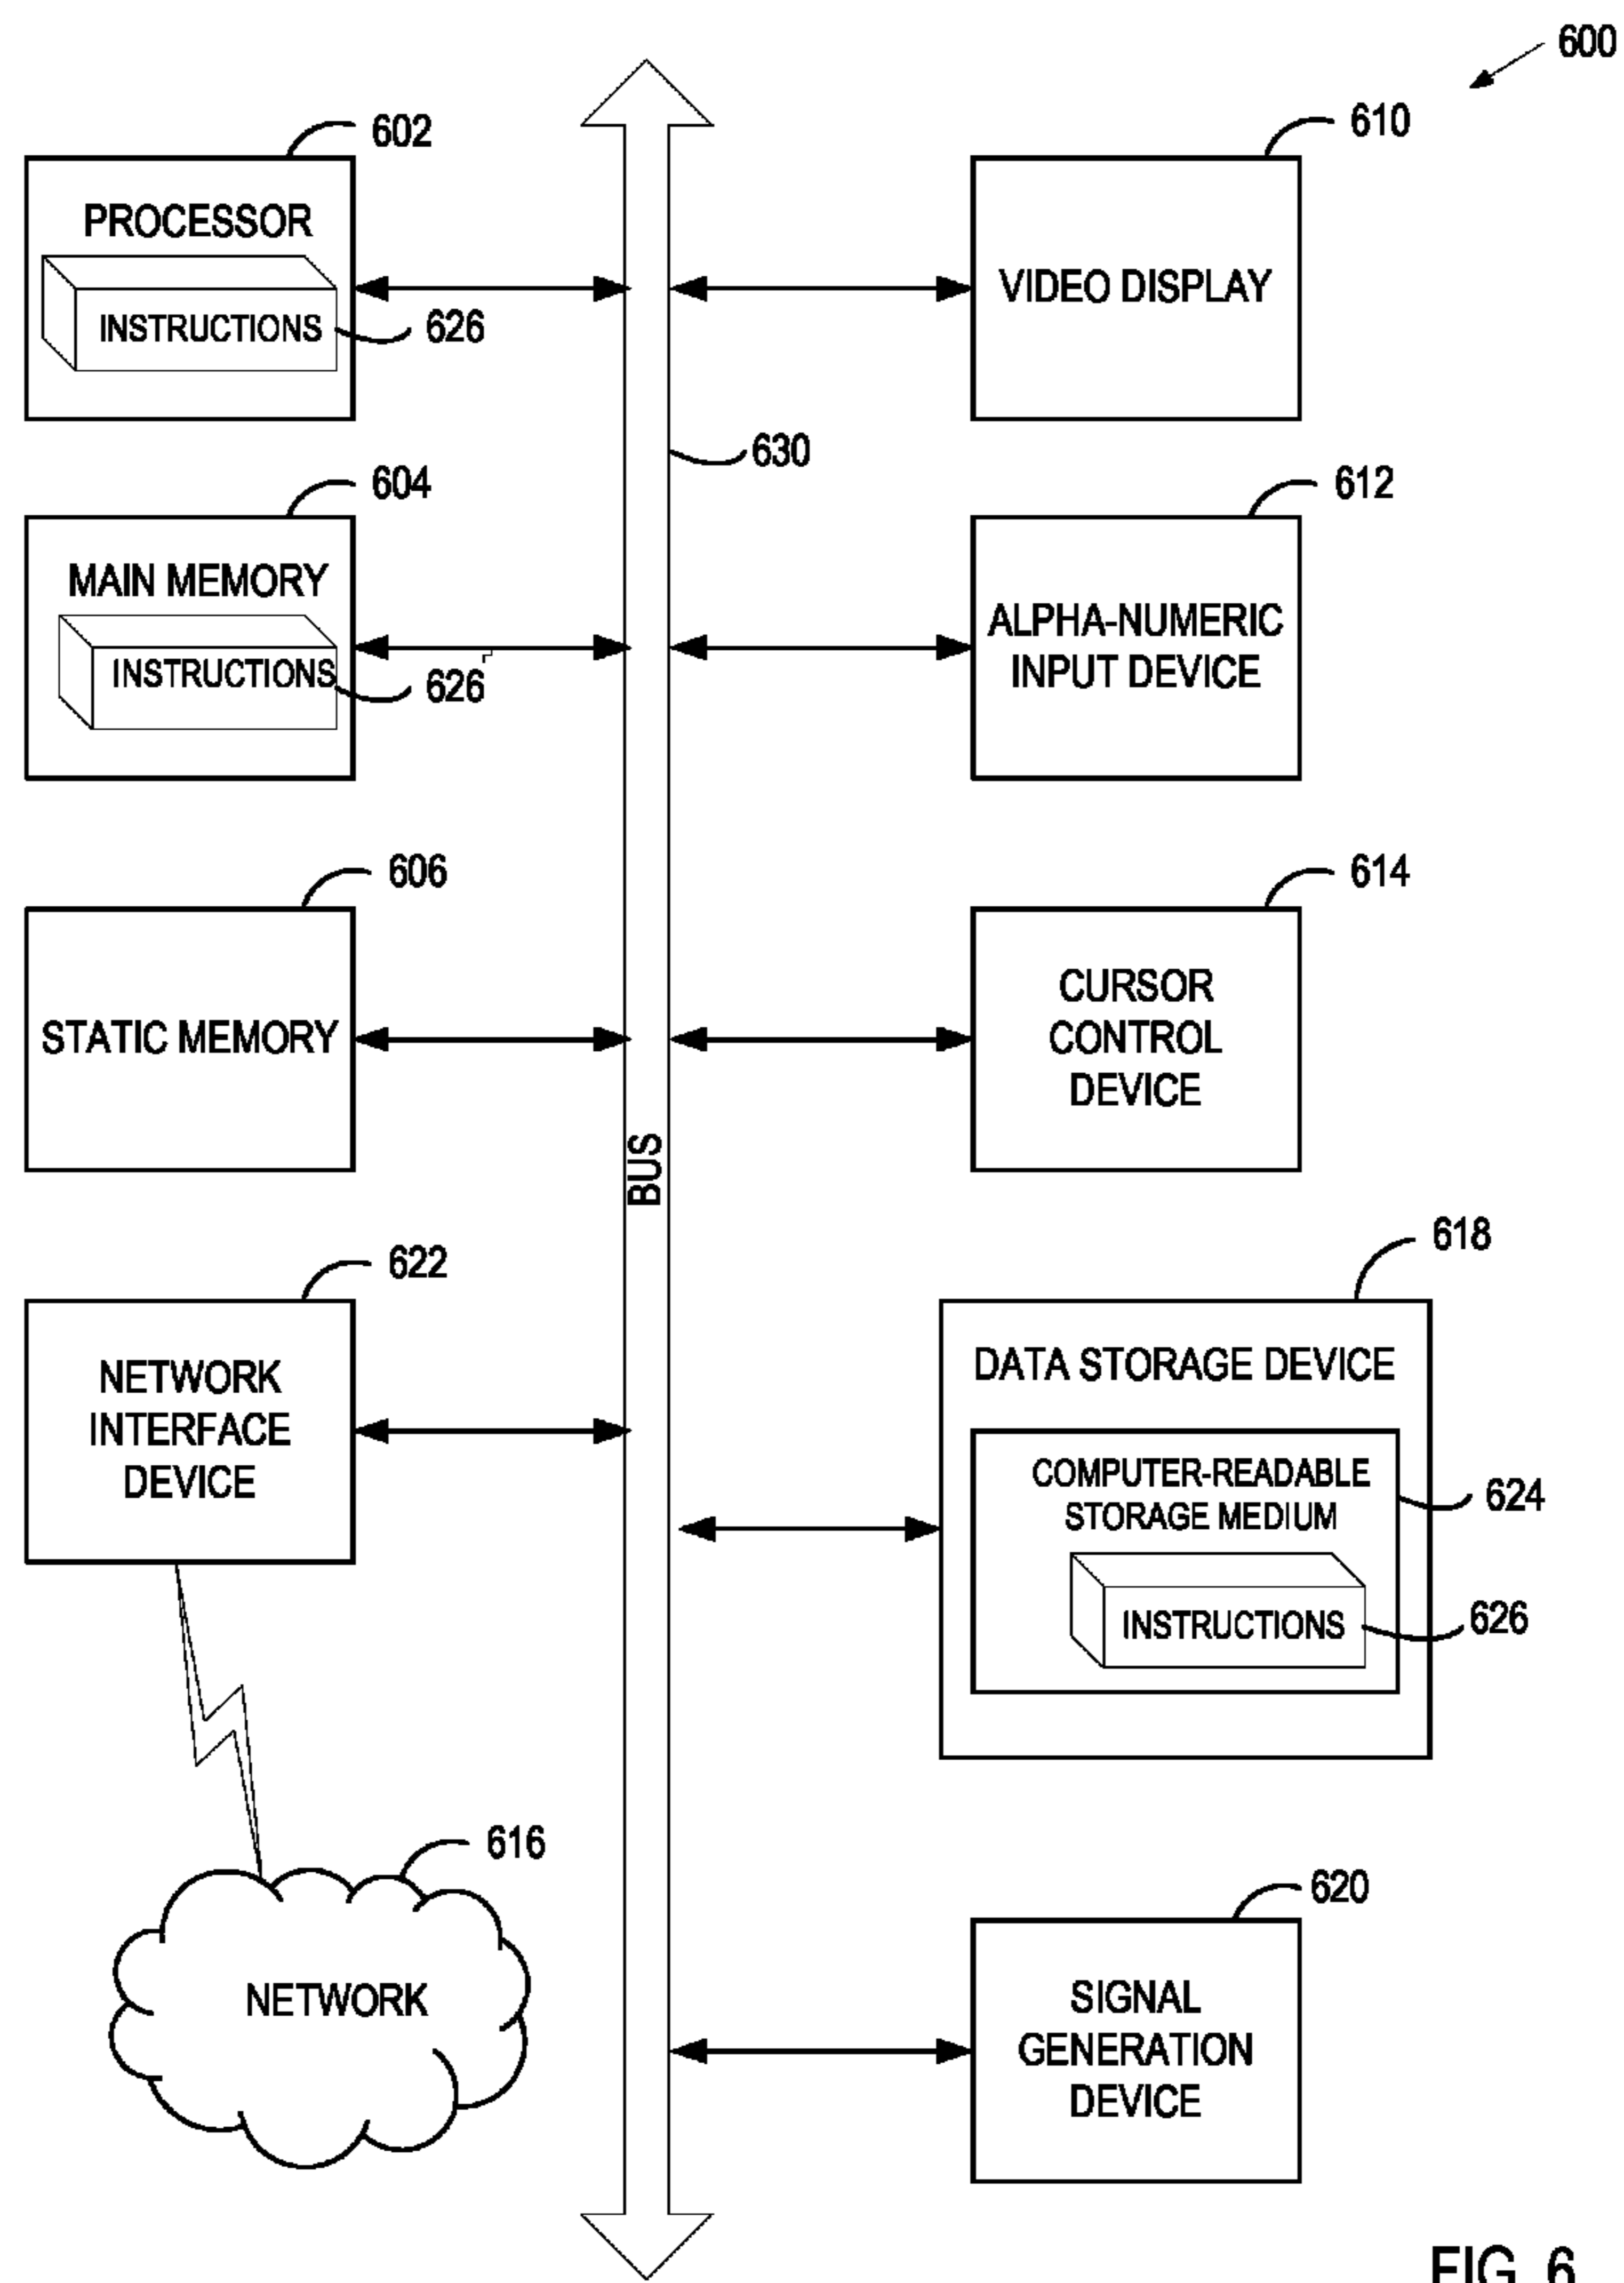 600
602
PROCESSOR
INSTRUCTIONS
626
610
VIDEO DISPLAY
630
604
MAIN MEMORY
INSTRUCTIONS
626
612
ALPHA-NUMERIC
INPUT DEVICE
606
STATIC MEMORY
614
CURSOR
CONTROL
DEVICE
BUS
622
NETWORK
INTERFACE
DEVICE
618
DATA STORAGE DEVICE
COMPUTER-READABLE
STORAGE MEDIUM
624
INSTRUCTIONS
626
616
NETWORK
620
SIGNAL
GENERATION
DEVICE
FIG. 6